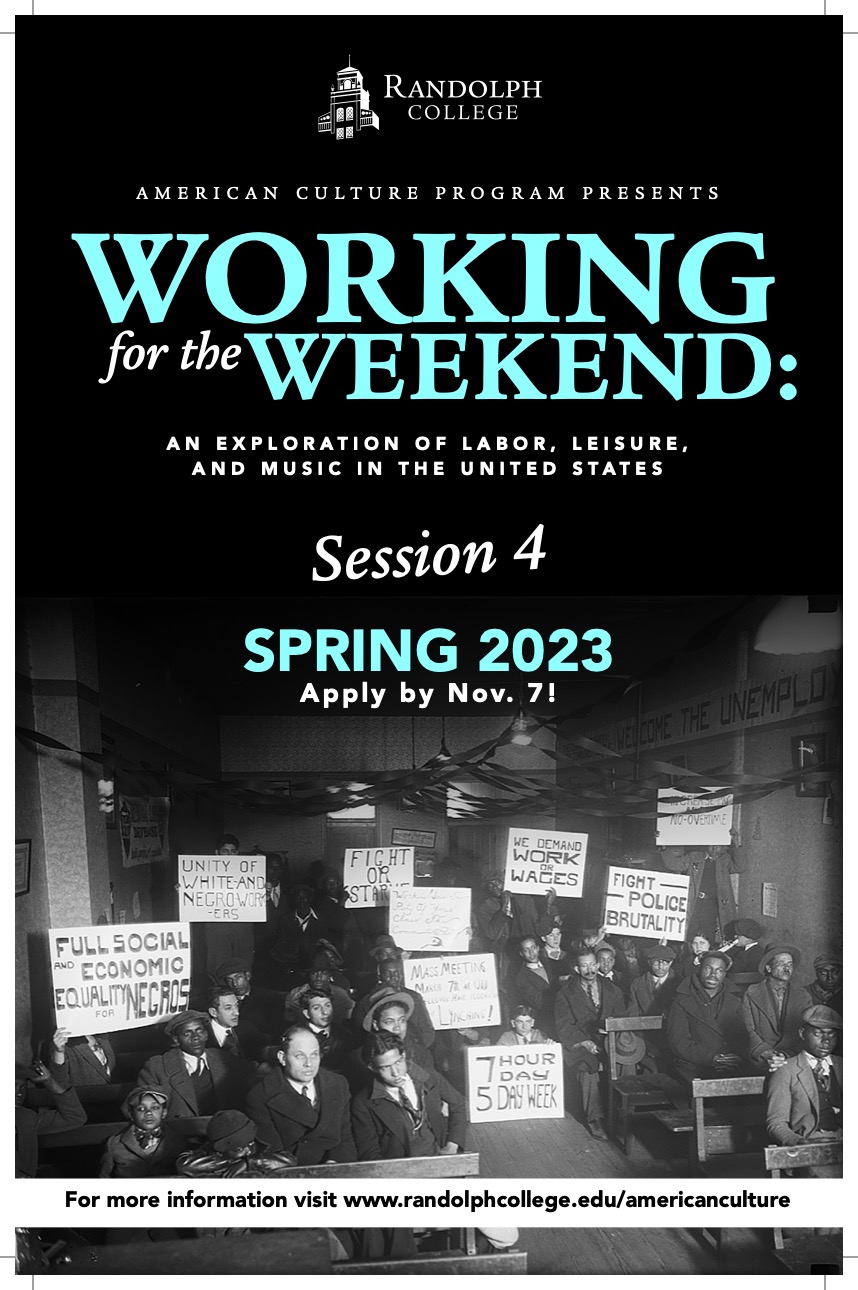 RANDOLPH
COLLEGE
AMERICAN CULTURE PROGRAM PRESENTS
WORKING
for the WEEKEND:
AN EXPLORATION OF LABOR, LEISURE,
AND MUSIC IN THE UNITED STATES
Session 4
SPRING 2023
Apply by Nov. 7!
WELCOME THE UNEMPLOY
NO-OVERTIME
WE DEMAND
WORK
OR
WAGES
FIGHT
OR
STARVE
UNITY OF
WHITE-AND
NEGRO WORK
-ERS
FIGHT
POLICE
BRUTALITY
FULL SOCIAL
AND ECONOMIC
EQUALITY
FOR NEGROS
MASS MEETING
MARCH 7TH AT
LYNCHING!
7 HOUR
DAY
5 DAY WEEK
For more information visit www.randolphcollege.edu/americanculture